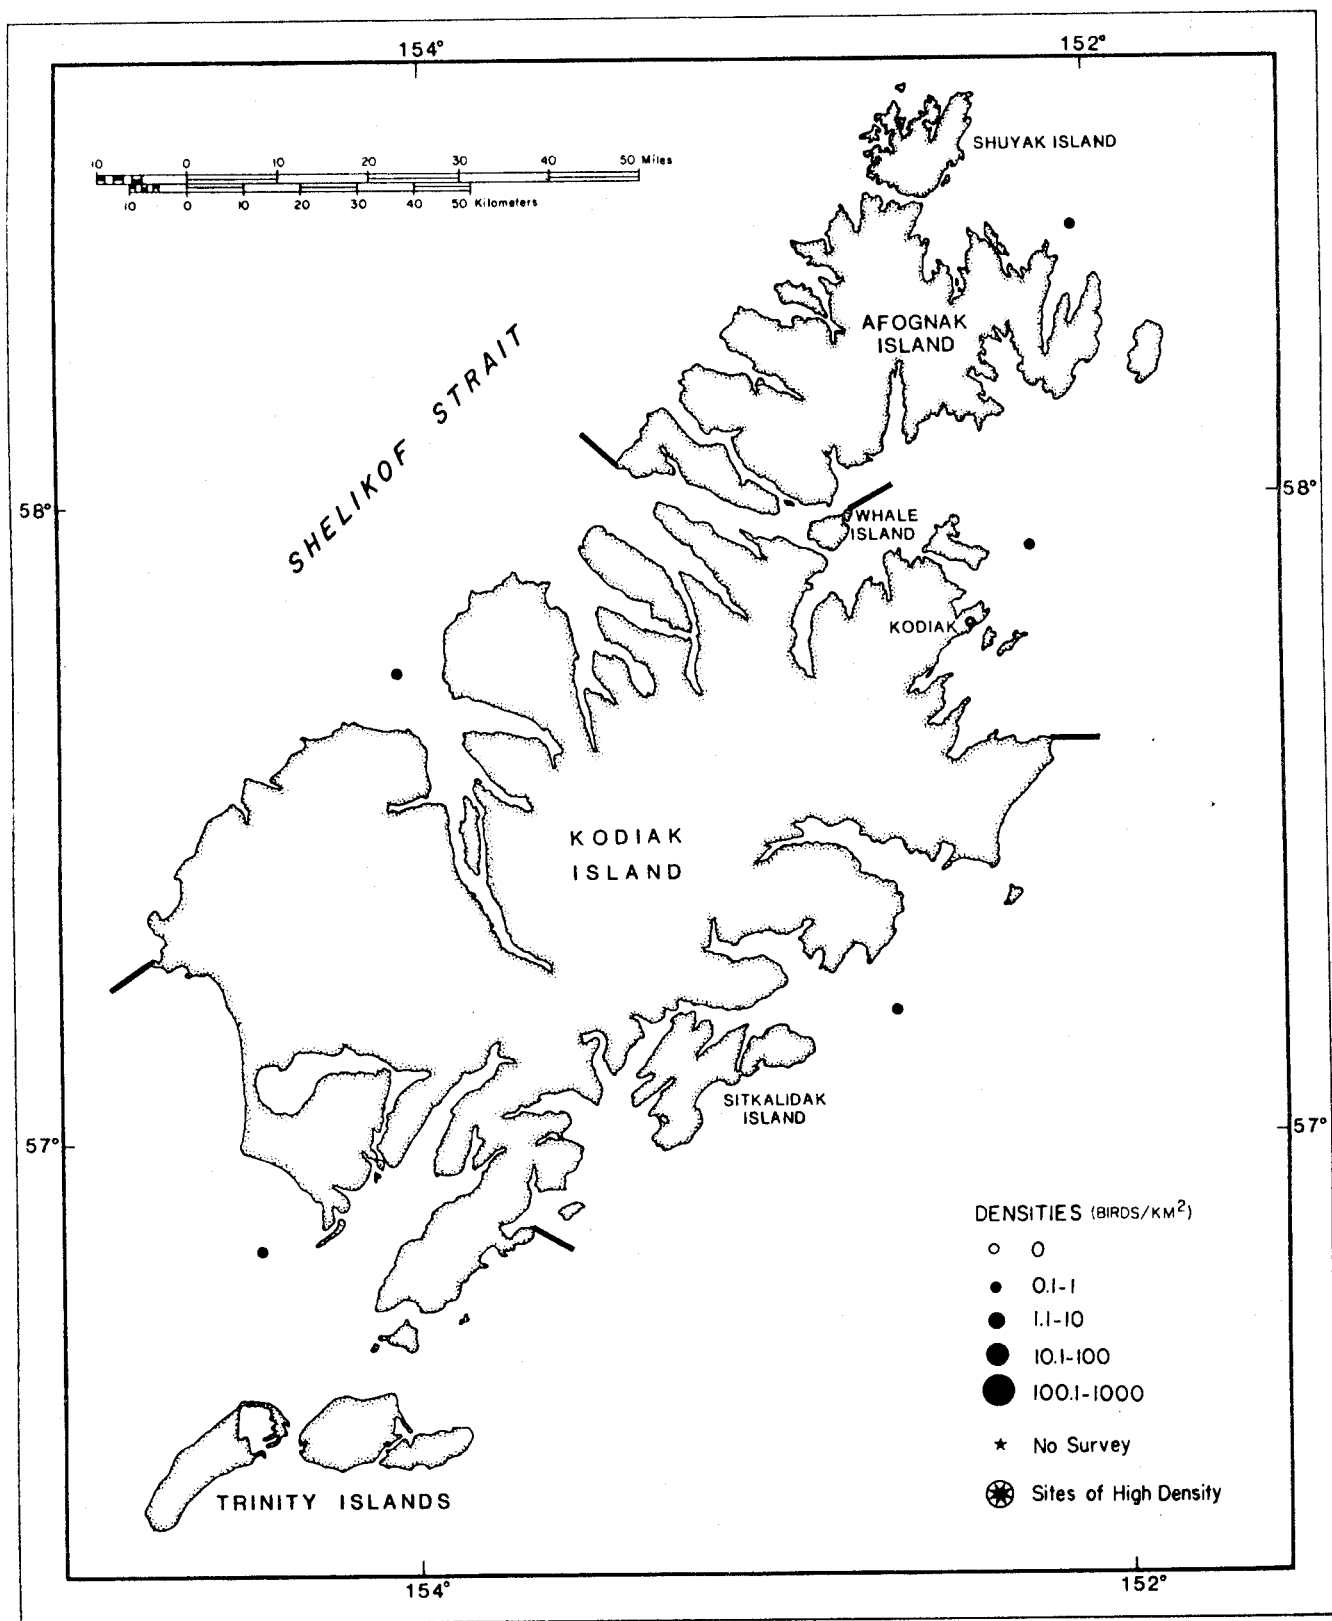 154° 152°
SHUYAK ISLAND
10 0 10 20 30 40 50 Miles
10 0 10 20 30 40 50 Kilometers
AFOGNAK
ISLAND
SHELIKOF STRAIT
58° 58°
WHALE
ISLAND
KODIAK
KODIAK
ISLAND
SITKALIDAK
ISLAND
57° 57°
DENSITIES (BIRDS/KM²)
0
0.1-1
1.1-10
10.1-100
100.1-1000
No Survey
Sites of High Density
TRINITY ISLANDS
154° 152°